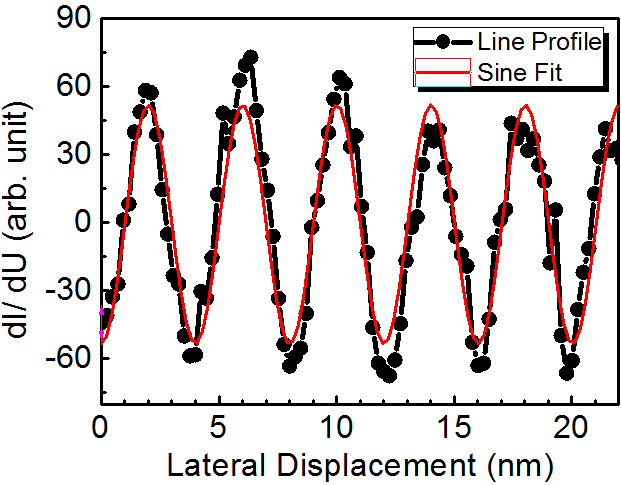 90
60
30
0
-30
-60
dI/ dU (arb. unit)
Line Profile
Sine Fit
0 5 10 15 20
Lateral Displacement (nm)